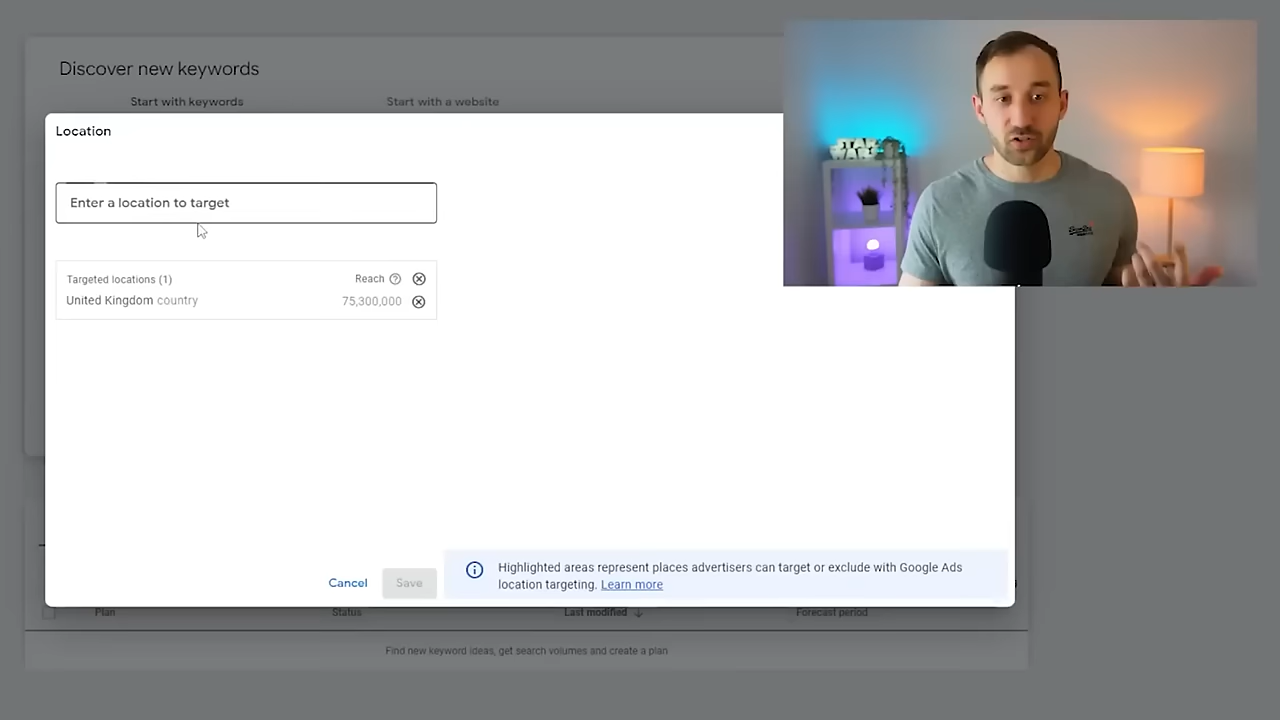 Discover new keywords
Start with keywords
Start with a website
Location
Enter a location to target
Targeted locations (1)
Reach
United Kingdom country
75,300,000
Cancel
Save
Highlighted areas represent places advertisers can target or exclude with Google Ads
location targeting. Learn more
Plan
Status
Last modified
Forecast period
Find new keyword ideas, get search volumes and create a plan
STAR
WARS